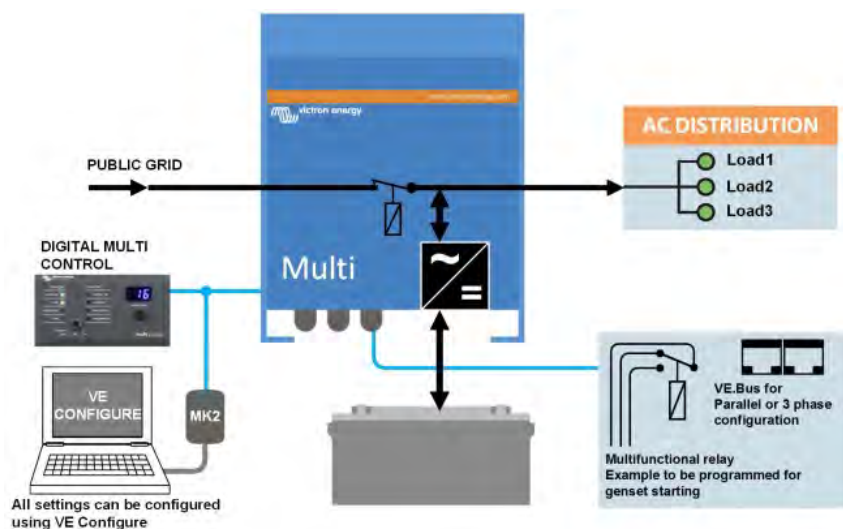 victron energy
PUBLIC GRID
AC DISTRIBUTION
Load1
Load2
Load3
DIGITAL MULTI
CONTROL
16
Multi
VE
CONFIGURE
MK2
All settings can be configured
using VE Configure
VE.Bus for
Parallel or 3 phase
configuration
Multifunctional relay
Example to be programmed for
genset starting